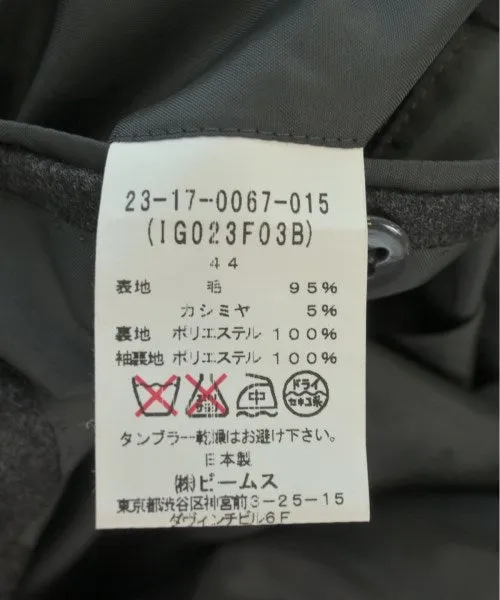 23-17-0067-015
(IG023F03B)
44
表地 毛 95%
カシミヤ 5%
裏地 ポリエステル 100%
袖裏地 ポリエステル 100%
中 ドライ
セキユ系
タンブラー乾燥はお避け下さい。
日本製
㈱ビームス
東京都渋谷区神宮前3-25-15
ダヴィンチビル6F